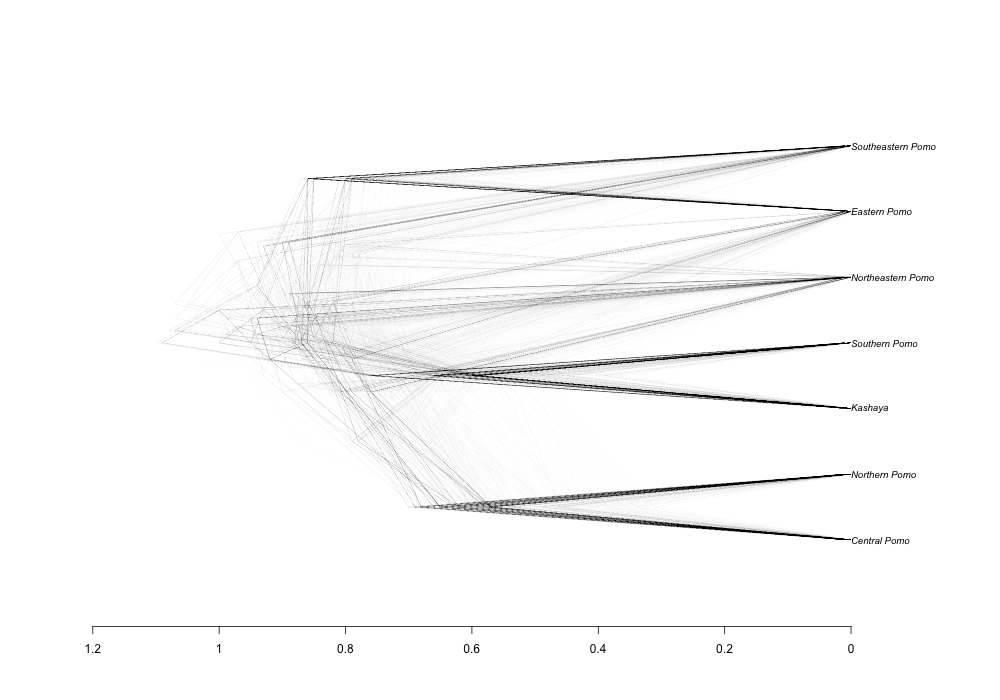 Southeastern Pomo
Eastern Pomo
Northeastern Pomo
Southern Pomo
Kashaya
Northern Pomo
Central Pomo
1.2 1 0.8 0.6 0.4 0.2 0